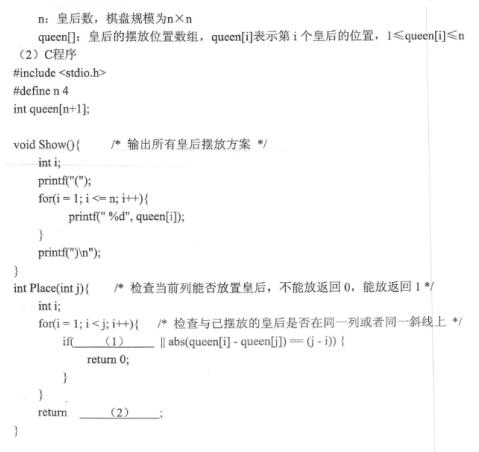 n：皇后数，棋盘规模为n×n
queen[]：皇后的摆放位置数组，queen[i]表示第 i 个皇后的位置，1≤queen[i]≤n
（2）C程序
#include <stdio.h>
#define n 4
int queen[n+1];
void Show(){ /* 输出所有皇后摆放方案 */
int i;
printf("(");
for(i = 1; i <= n; i++){
printf(" %d", queen[i]);
}
printf(")\n");
}
int Place(int j){ /* 检查当前列能否放置皇后，不能放返回 0，能放返回 1 */
int i;
for(i = 1; i < j; i++){ /* 检查与已摆放的皇后是否在同一列或者同一斜线上 */
if( （1） || abs(queen[i] - queen[j]) == (j - i)) {
return 0;
}
}
return （2） ;
}